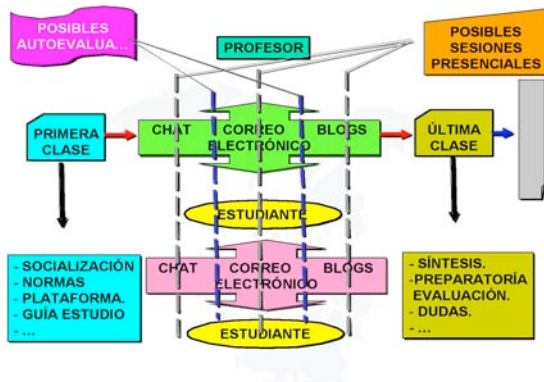 POSIBLES
AUTOEVALUA...
PROFESOR
POSIBLES
SESIONES
PRESENCIALES
PRIMERA
CLASE
CHAT
CORREO
ELECTRÓNICO
BLOGS
ÚLTIMA
CLASE
ESTUDIANTE
- SOCIALIZACIÓN
- NORMAS
- PLATAFORMA.
- GUÍA ESTUDIO
- ...
CHAT
CORREO
ELECTRÓNICO
BLOGS
- SÍNTESIS.
-PREPARATORÍA
EVALUACIÓN.
- DUDAS.
- ...
ESTUDIANTE